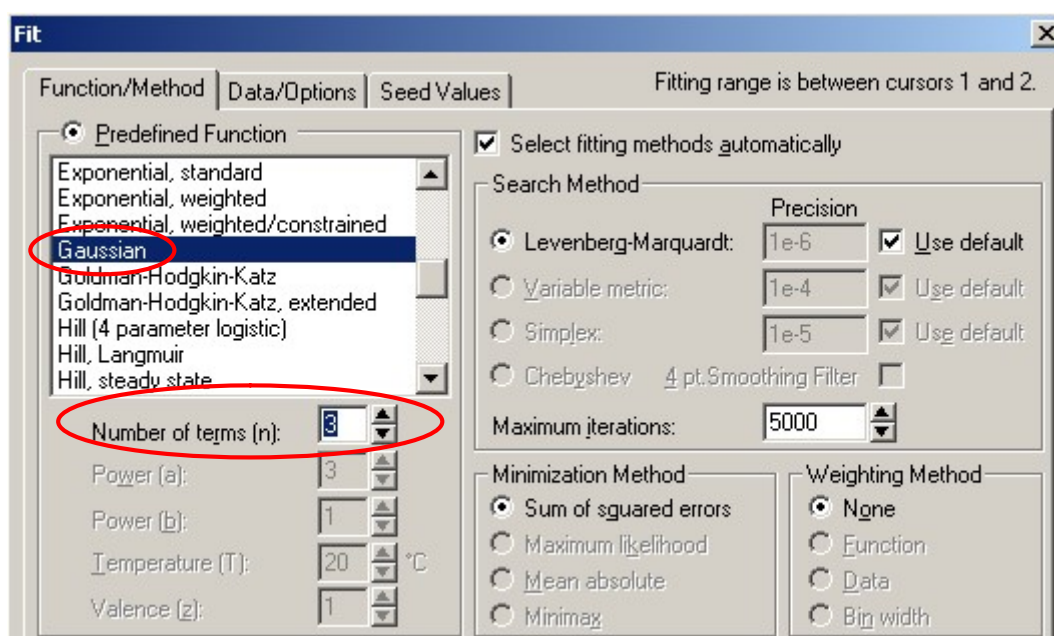 Fit
Function/Method Data/Options Seed Values Fitting range is between cursors 1 and 2.
Predefined Function
Exponential, standard
Exponential, weighted
Exponential, weighted/constrained
Gaussian
Goldman-Hodgkin-Katz
Goldman-Hodgkin-Katz, extended
Hill (4 parameter logistic)
Hill, Langmuir
Hill, steady state
Number of terms (n): 3
Power (a): 3
Power (b): 1
Temperature (T): 20 °C
Valence (z): 1
Select fitting methods automatically
Search Method
Precision
Levenberg-Marquardt: 1e-6 Use default
Variable metric: 1e-4 Use default
Simplex: 1e-5 Use default
Chebyshev 4 pt.Smoothing Filter
Maximum iterations: 5000
Minimization Method
Sum of squared errors
Maximum likelihood
Mean absolute
Minimax
Weighting Method
None
Function
Data
Bin width